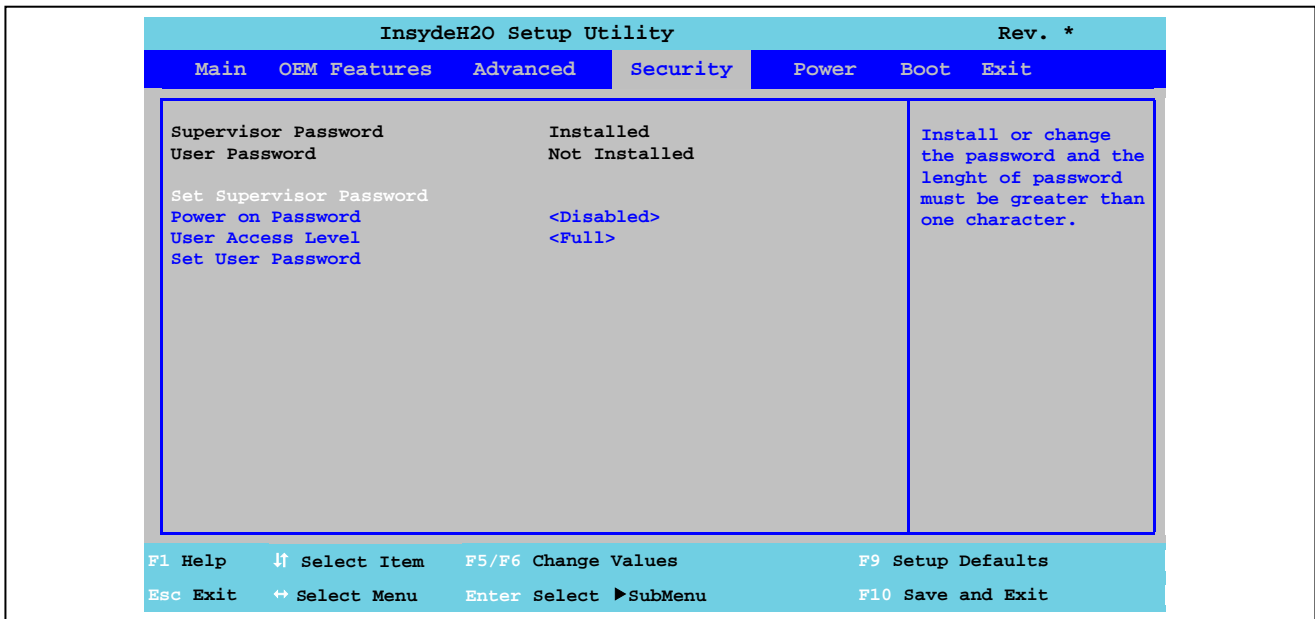 InsydeH2O Setup Utility Rev. *
Main OEM Features Advanced Security Power Boot Exit
Supervisor Password Installed
User Password Not Installed
Set Supervisor Password
Power on Password <Disabled>
User Access Level <Full>
Set User Password
Install or change
the password and the
lenght of password
must be greater than
one character.
F1 Help ↓↑ Select Item F5/F6 Change Values F9 Setup Defaults
Esc Exit ↔ Select Menu Enter Select ▶SubMenu F10 Save and Exit